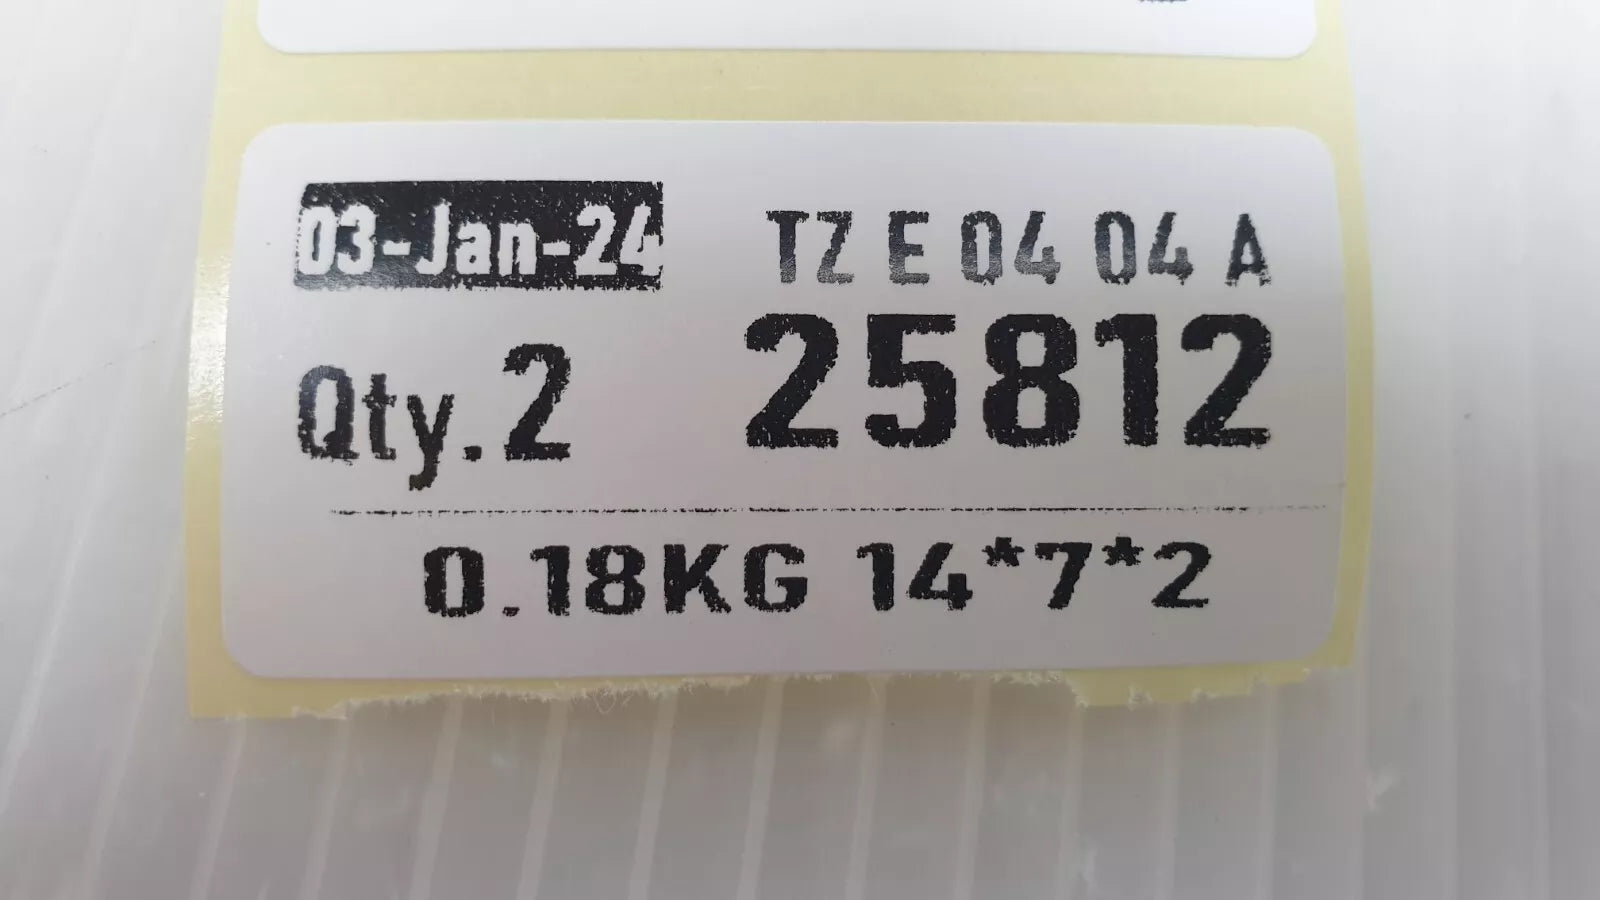 03-Jan-24
TZ E 04 04 A
Qty.2
25812
0.18KG 14*7*2